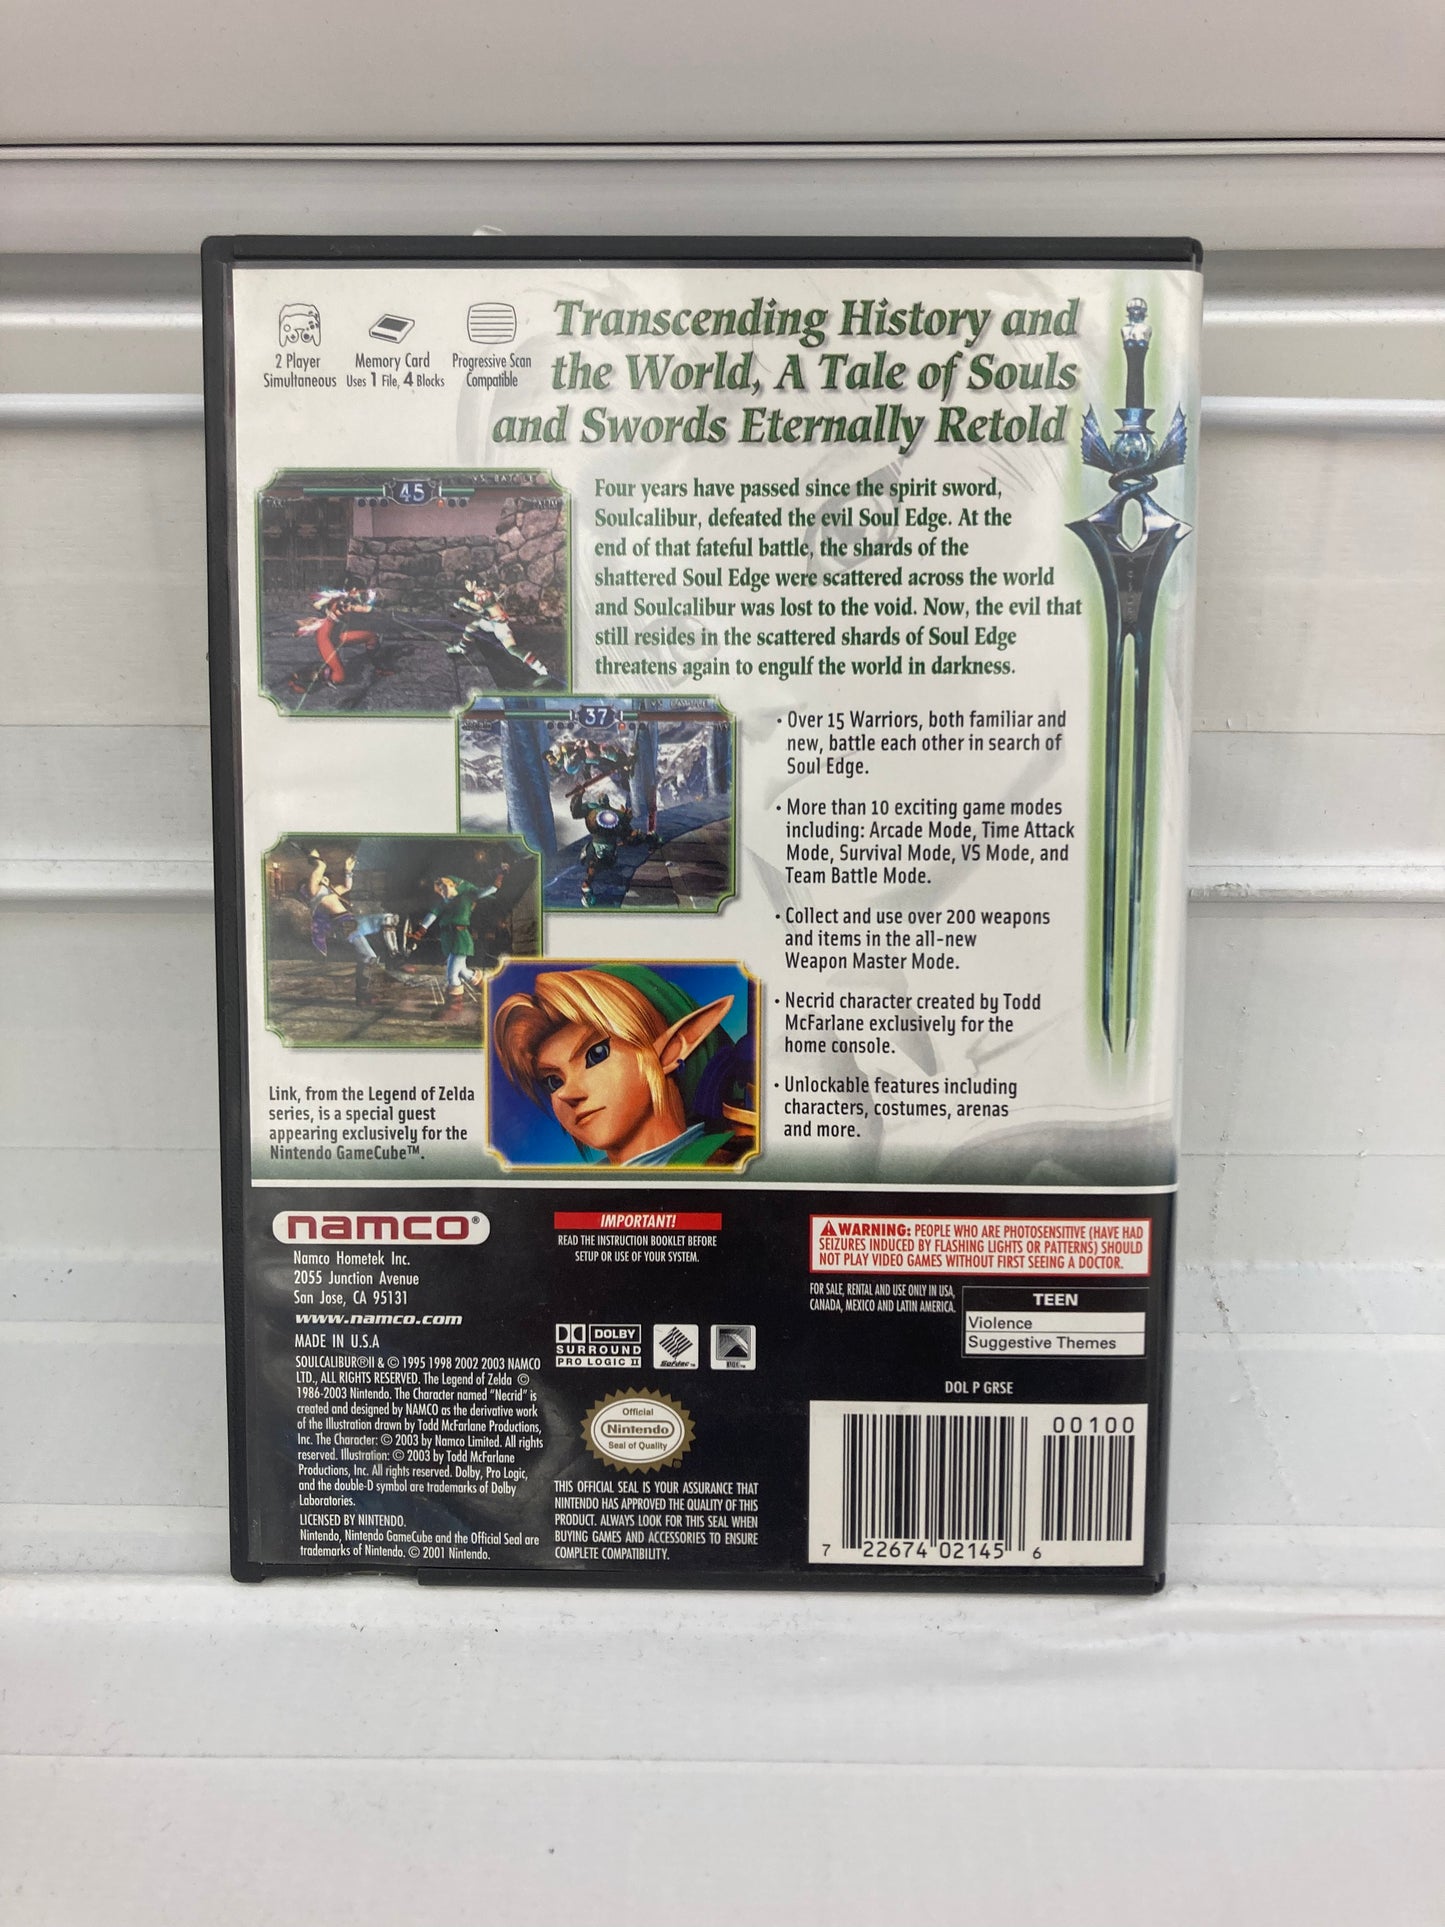 2 Player
Simultaneous
Memory Card
Uses 1 File, 4 Blocks
Progressive Scan
Compatible
Transcending History and
the World, A Tale of Souls
and Swords Eternally Retold
45
Four years have passed since the spirit sword,
Soulcalibur, defeated the evil Soul Edge. At the
end of that fateful battle, the shards of the
shattered Soul Edge were scattered across the world
and Soulcalibur was lost to the void. Now, the evil that
still resides in the scattered shards of Soul Edge
threatens again to engulf the world in darkness.
37
• Over 15 Warriors, both familiar and
new, battle each other in search of
Soul Edge.
• More than 10 exciting game modes
including: Arcade Mode, Time Attack
Mode, Survival Mode, VS Mode, and
Team Battle Mode.
• Collect and use over 200 weapons
and items in the all-new
Weapon Master Mode.
• Necrid character created by Todd
McFarlane exclusively for the
home console.
• Unlockable features including
characters, costumes, arenas
and more.
Link, from the Legend of Zelda
series, is a special guest
appearing exclusively for the
Nintendo GameCube™.
namco®
Namco Hometek Inc.
2055 Junction Avenue
San Jose, CA 95131
www.namco.com
MADE IN U.S.A
SOULCALIBUR®II & © 1995 1998 2002 2003 NAMCO
LTD., ALL RIGHTS RESERVED. The Legend of Zelda ©
1986-2003 Nintendo. The Character named "Necrid" is
created and designed by NAMCO as the derivative work
of the Illustration drawn by Todd McFarlane Productions,
Inc. The Character: © 2003 by Namco Limited. All rights
reserved. Illustration: © 2003 by Todd McFarlane
Productions, Inc. All rights reserved. Dolby, Pro Logic,
and the double-D symbol are trademarks of Dolby
Laboratories.
LICENSED BY NINTENDO.
Nintendo, Nintendo GameCube and the Official Seal are
trademarks of Nintendo. © 2001 Nintendo.
IMPORTANT!
READ THE INSTRUCTION BOOKLET BEFORE
SETUP OR USE OF YOUR SYSTEM.
DOLBY
SURROUND
PRO LOGIC II
Official
Nintendo
Seal of Quality
THIS OFFICIAL SEAL IS YOUR ASSURANCE THAT
NINTENDO HAS APPROVED THE QUALITY OF THIS
PRODUCT. ALWAYS LOOK FOR THIS SEAL WHEN
BUYING GAMES AND ACCESSORIES TO ENSURE
COMPLETE COMPATIBILITY.
WARNING: PEOPLE WHO ARE PHOTOSENSITIVE (HAVE HAD
SEIZURES INDUCED BY FLASHING LIGHTS OR PATTERNS) SHOULD
NOT PLAY VIDEO GAMES WITHOUT FIRST SEEING A DOCTOR.
FOR SALE, RENTAL AND USE ONLY IN USA,
CANADA, MEXICO AND LATIN AMERICA.
TEEN
Violence
Suggestive Themes
DOL P GRSE
00100
7 22674 02145 6